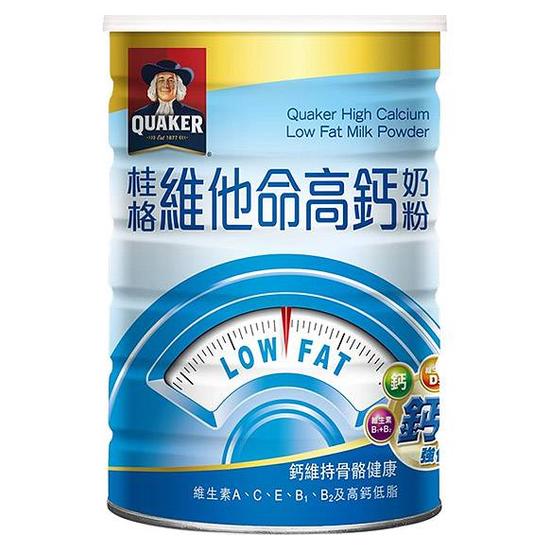 QUAKER
Est 1877
Quaker High Calcium
Low Fat Milk Powder
桂格維他命高鈣奶粉
LOW FAT
鈣
D3
維生素
B1+B2
鈣
強
鈣維持骨骼健康
維生素A、C、E、B1、B2及高鈣低脂